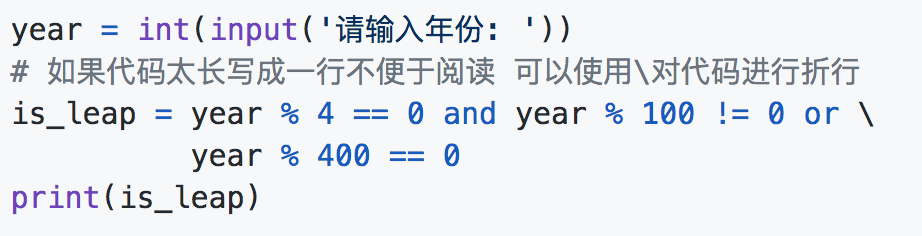 year = int(input('请输入年份: '))
# 如果代码太长写成一行不便于阅读 可以使用\对代码进行折行
is_leap = year % 4 == 0 and year % 100 != 0 or \
          year % 400 == 0
print(is_leap)